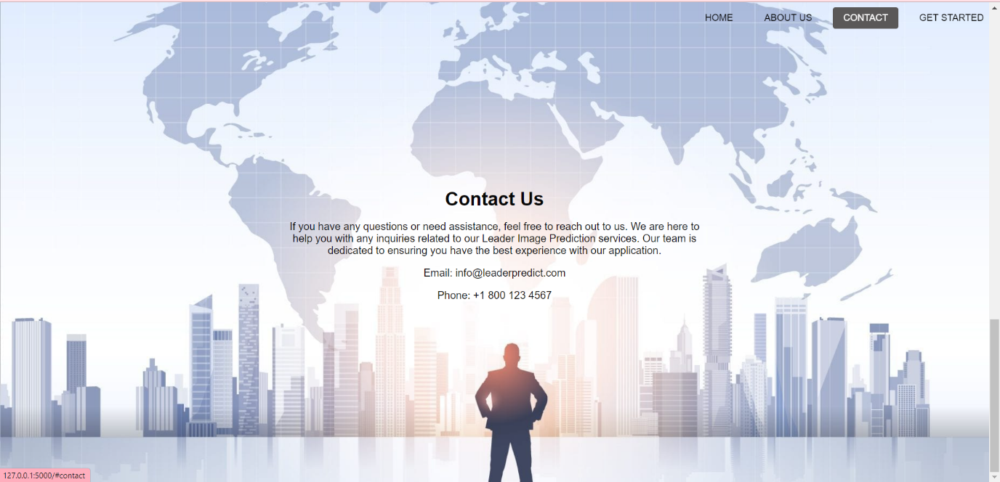 HOME ABOUT US CONTACT GET STARTED
Contact Us
If you have any questions or need assistance, feel free to reach out to us. We are here to
help you with any inquiries related to our Leader Image Prediction services. Our team is
dedicated to ensuring you have the best experience with our application.
Email: info@leaderpredict.com
Phone: +1 800 123 4567
127.0.0.1:5000/#contact